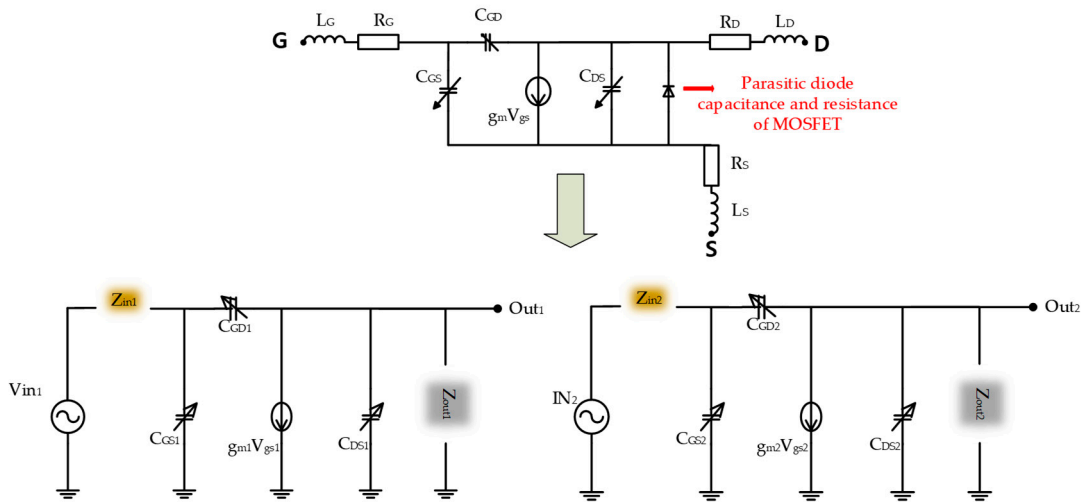 G
LG
RG
CGD
RD
LD
D
CGS
gmVgs
CDS
Parasitic diode
capacitance and resistance
of MOSFET
RS
LS
S
Zin1
CGD1
Out1
Vin1
CGS1
gm1Vgs1
CDS1
Zout1
Zin2
CGD2
Out2
IN2
CGS2
gm2Vgs2
CDS2
Zout2